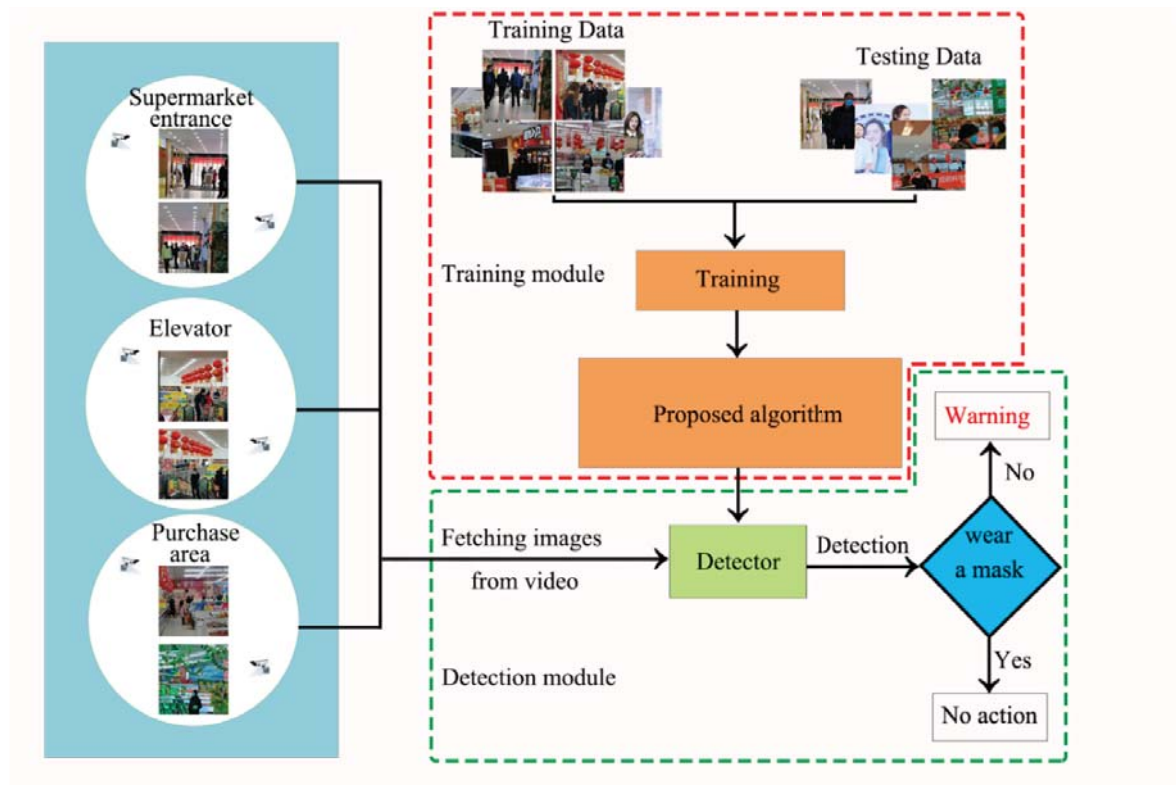 Supermarket
entrance
Elevator
Purchase
area
Training Data
Testing Data
Training module
Training
Proposed algorithm
Warning
No
Fetching images
from video
Detector
Detection
wear
a mask
Yes
Detection module
No action